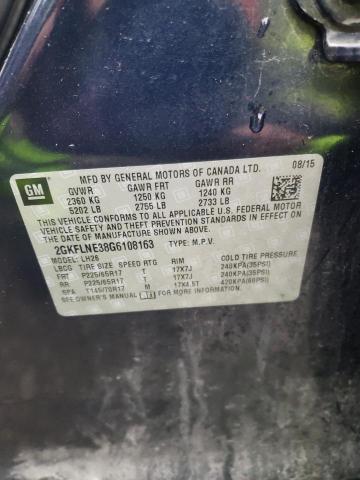 GM
MFD BY GENERAL MOTORS OF CANADA LTD. 08/15
GVWR GAWR FRT GAWR RR
2360 KG 1250 KG 1240 KG
5202 LB 2755 LB 2733 LB
THIS VEHICLE CONFORMS TO ALL APPLICABLE U.S. FEDERAL
MOTOR VEHICLE SAFETY, BUMPER, AND THEFT PREVENTION
STANDARDS IN EFFECT ON THE DATE OF MANUFACTURE SHOWN ABOVE.
2GKFLNE38G6108163 TYPE: M.P.V.
MODEL: LH26
LBCG TIRE SIZE SPEED RTG RIM COLD TIRE PRESSURE
FRT P225/65R17 T 17X7J 240KPA(35PSI)
RR P225/65R17 T 17X7J 240KPA(35PSI)
SPA T145/70R17 M 17X4.5T 420KPA(60PSI)
SEE OWNER'S MANUAL FOR ADDITIONAL INFORMATION.